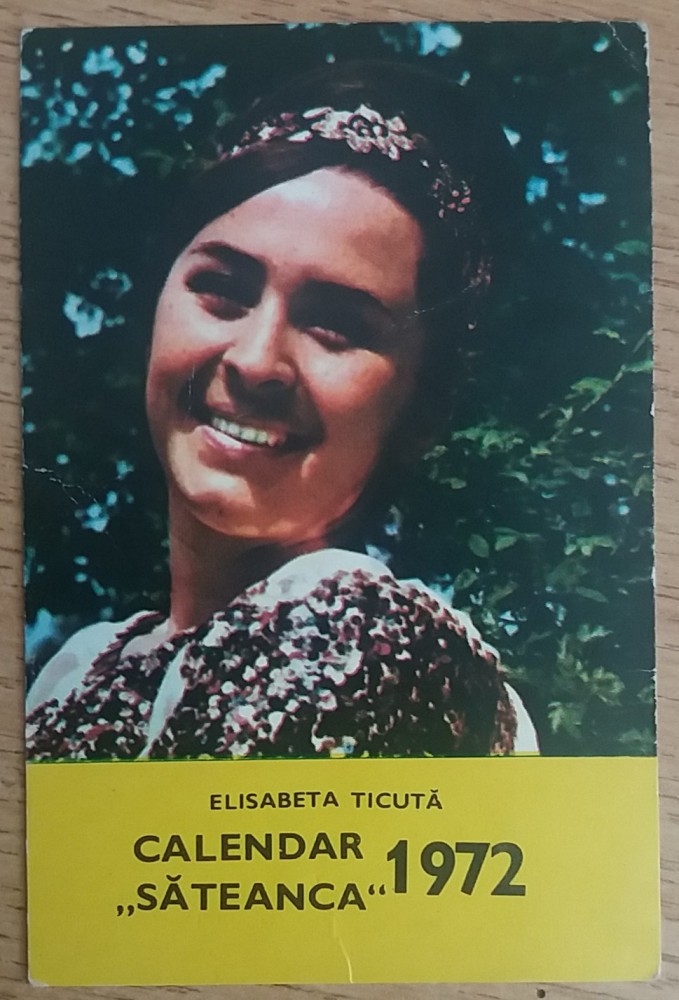 ELISABETA TICUTĂ
CALENDAR 1972
„SĂTEANCA“